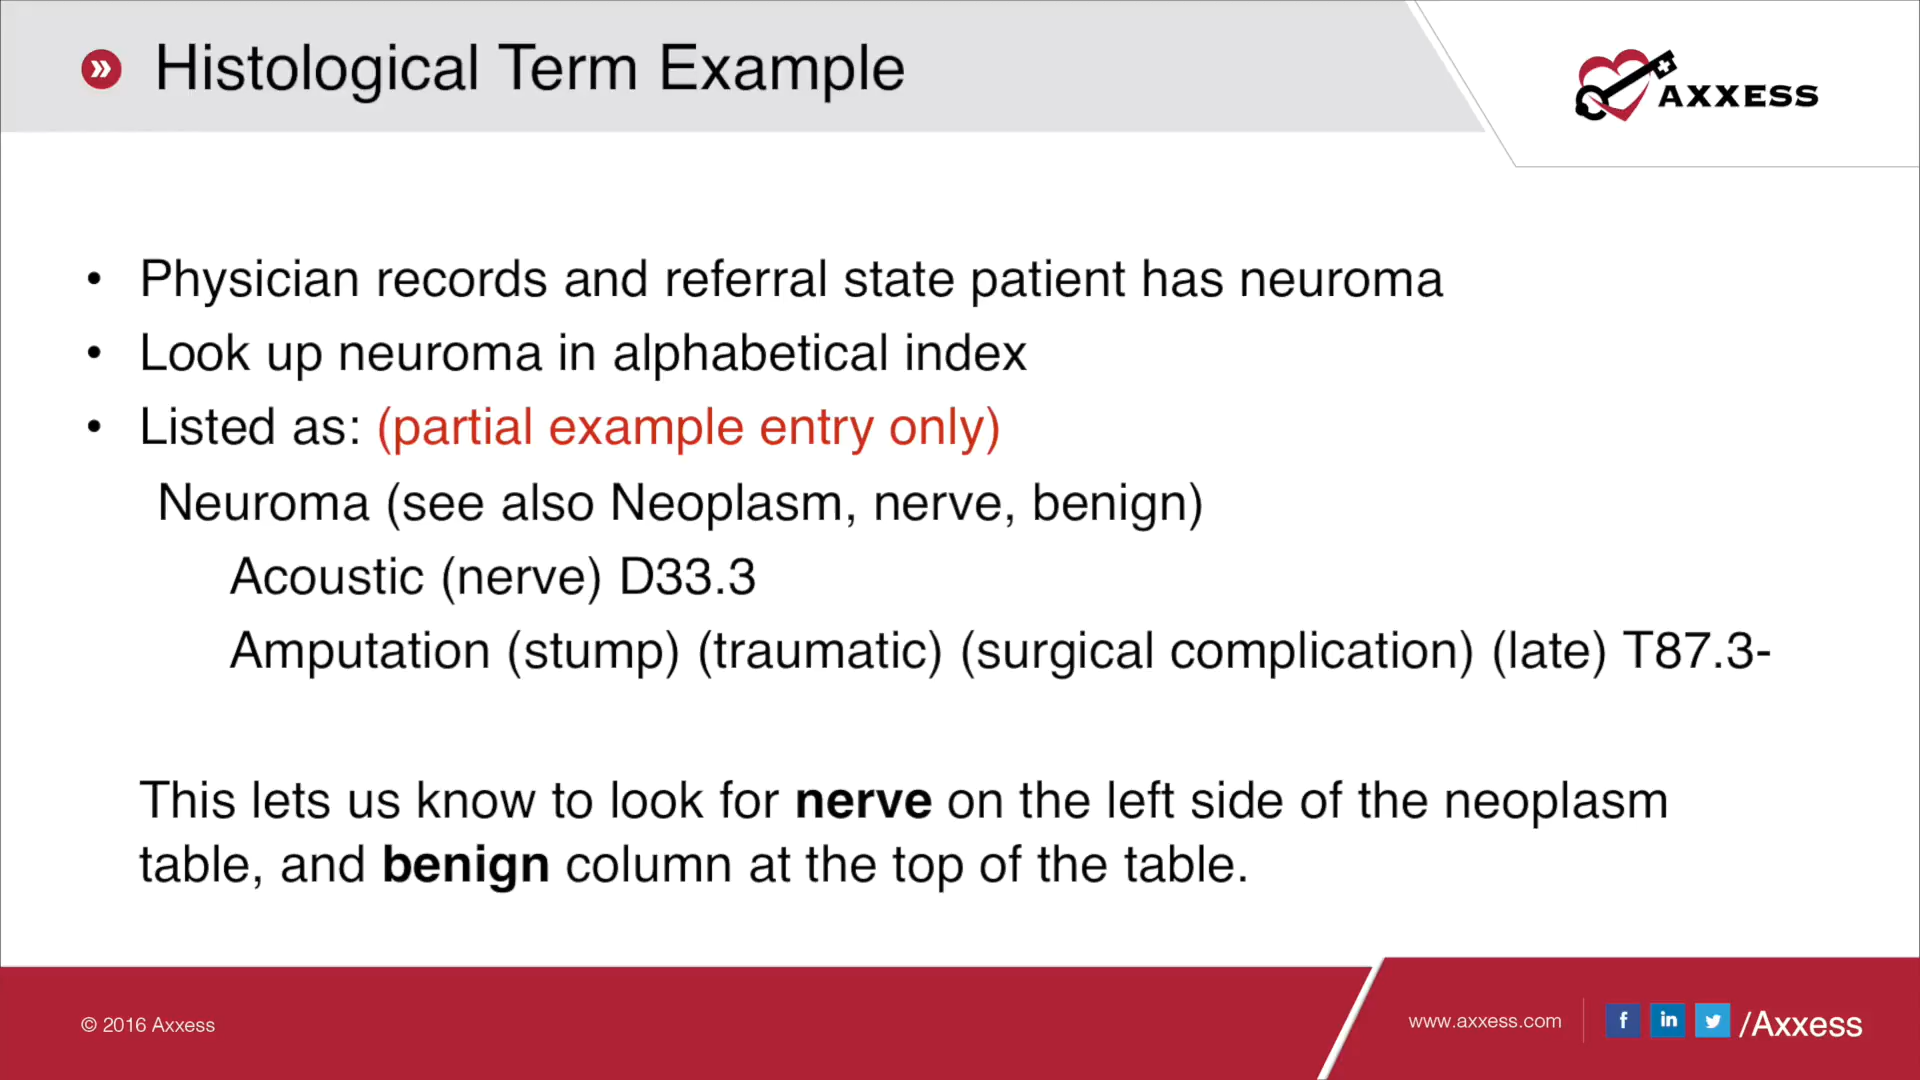 Histological Term Example
AXXESS
• Physician records and referral state patient has neuroma
• Look up neuroma in alphabetical index
• Listed as: (partial example entry only)
Neuroma (see also Neoplasm, nerve, benign)
Acoustic (nerve) D33.3
Amputation (stump) (traumatic) (surgical complication) (late) T87.3-
This lets us know to look for nerve on the left side of the neoplasm
table, and benign column at the top of the table.
© 2016 Axxess
www.axxess.com
f in /Axxess